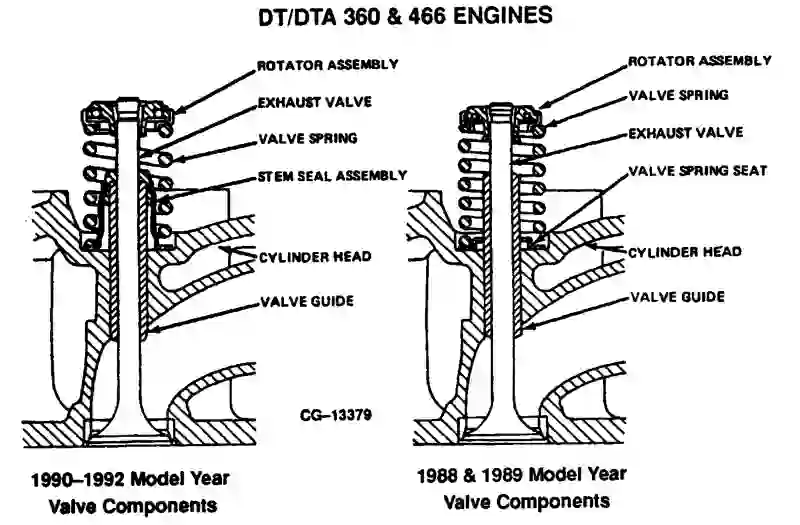 DT/DTA 360 & 466 ENGINES
ROTATOR ASSEMBLY
EXHAUST VALVE
VALVE SPRING
STEM SEAL ASSEMBLY
CYLINDER HEAD
VALVE GUIDE
1990–1992 Model Year
Valve Components
CG–13379
ROTATOR ASSEMBLY
VALVE SPRING
EXHAUST VALVE
VALVE SPRING SEAT
CYLINDER HEAD
VALVE GUIDE
1988 & 1989 Model Year
Valve Components